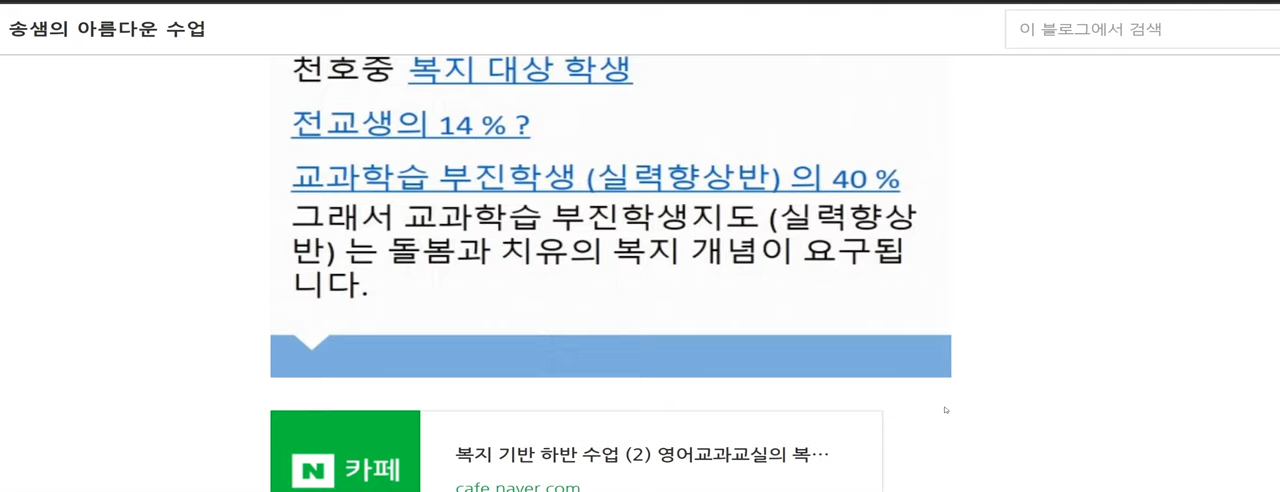 송샘의 아름다운 수업
이 블로그에서 검색
천호중 복지 대상 학생
전교생의 14 % ?
교과학습 부진학생 (실력향상반) 의 40 %
그래서 교과학습 부진학생지도 (실력향상
반) 는 돌봄과 치유의 복지 개념이 요구됩
니다.
N 카페
복지 기반 하반 수업 (2) 영어교과교실의 복…
cafe.naver.com